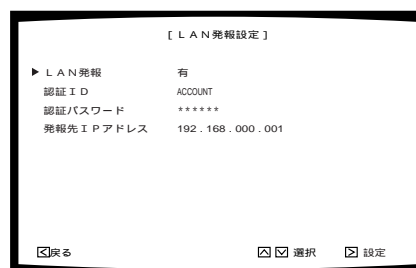 [ LAN発報設定 ]
▶ LAN発報 有
認証ID ACCOUNT
認証パスワード ******
発報先IPアドレス 192.168.000.001
<戻る ∧ ∨ 選択 > 設定